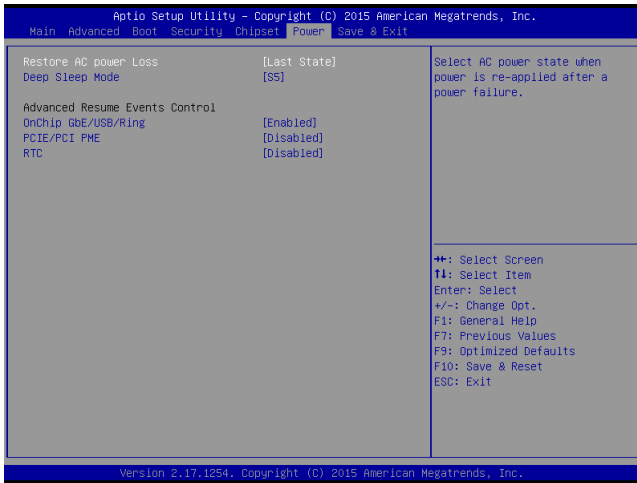 Aptio Setup Utility – Copyright (C) 2015 American Megatrends, Inc.
Main Advanced Boot Security Chipset Power Save & Exit
Restore AC power Loss [Last State]
Deep Sleep Mode [S5]
Advanced Resume Events Control
OnChip GbE/USB/Ring [Enabled]
PCIE/PCI PME [Disabled]
RTC [Disabled]
Select AC power state when
power is re-applied after a
power failure.
→←: Select Screen
↑↓: Select Item
Enter: Select
+/-: Change Opt.
F1: General Help
F7: Previous Values
F9: Optimized Defaults
F10: Save & Reset
ESC: Exit
Version 2.17.1254. Copyright (C) 2015 American Megatrends, Inc.